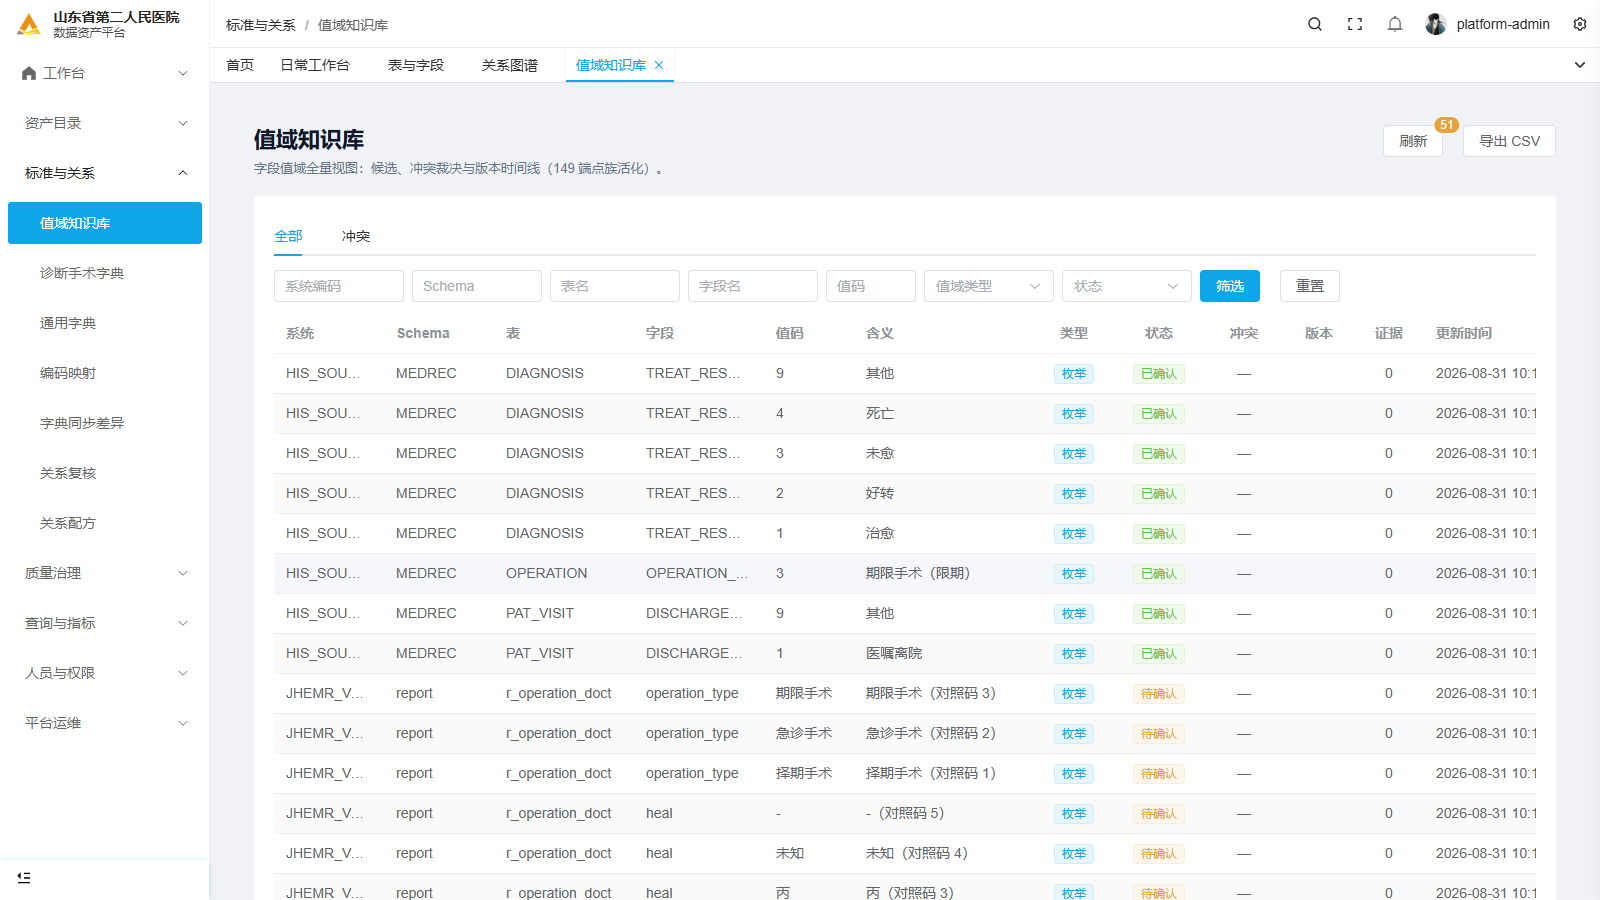 山东省第二人民医院
数据资产平台
标准与关系 / 值域知识库
platform-admin
工作台
首页 日常工作台 表与字段 关系图谱 值域知识库
资产目录
标准与关系
值域知识库
诊断手术字典
通用字典
编码映射
字典同步差异
关系复核
关系配方
质量治理
查询与指标
人员与权限
平台运维
值域知识库
字段值域全量视图：候选、冲突裁决与版本时间线（149 端点族活化）。
刷新 51 导出 CSV
全部 冲突
系统编码 Schema 表名 字段名 值码 值域类型 状态 筛选 重置
系统 Schema 表 字段 值码 含义 类型 状态 冲突 版本 证据 更新时间
HIS_SOU... MEDREC DIAGNOSIS TREAT_RES... 9 其他 枚举 已确认 — 0 2026-08-31 10:1
HIS_SOU... MEDREC DIAGNOSIS TREAT_RES... 4 死亡 枚举 已确认 — 0 2026-08-31 10:1
HIS_SOU... MEDREC DIAGNOSIS TREAT_RES... 3 未愈 枚举 已确认 — 0 2026-08-31 10:1
HIS_SOU... MEDREC DIAGNOSIS TREAT_RES... 2 好转 枚举 已确认 — 0 2026-08-31 10:1
HIS_SOU... MEDREC DIAGNOSIS TREAT_RES... 1 治愈 枚举 已确认 — 0 2026-08-31 10:1
HIS_SOU... MEDREC OPERATION OPERATION_... 3 期限手术（限期） 枚举 已确认 — 0 2026-08-31 10:1
HIS_SOU... MEDREC PAT_VISIT DISCHARGE... 9 其他 枚举 已确认 — 0 2026-08-31 10:1
HIS_SOU... MEDREC PAT_VISIT DISCHARGE... 1 医嘱离院 枚举 已确认 — 0 2026-08-31 10:1
JHEMR_V... report r_operation_doct operation_type 期限手术 期限手术（对照码 3） 枚举 待确认 — 0 2026-08-31 10:1
JHEMR_V... report r_operation_doct operation_type 急诊手术 急诊手术（对照码 2） 枚举 待确认 — 0 2026-08-31 10:1
JHEMR_V... report r_operation_doct operation_type 择期手术 择期手术（对照码 1） 枚举 待确认 — 0 2026-08-31 10:1
JHEMR_V... report r_operation_doct heal - -（对照码 5） 枚举 待确认 — 0 2026-08-31 10:1
JHEMR_V... report r_operation_doct heal 未知 未知（对照码 4） 枚举 待确认 — 0 2026-08-31 10:1
JHEMR_V... report r_operation_doct heal 丙 丙（对照码 3） 枚举 待确认 — 0 2026-08-31 10:1